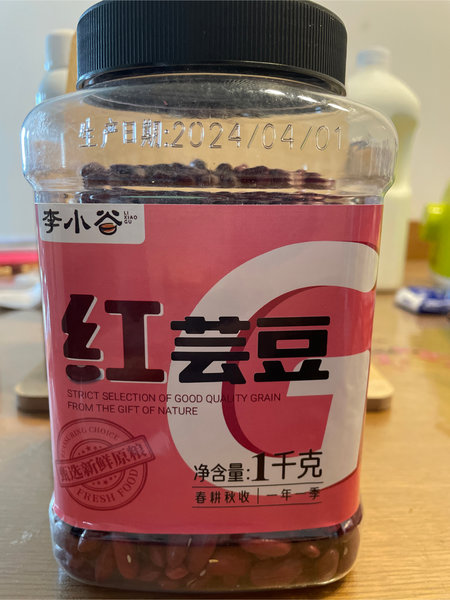 生产日期:2024/04/01
李小谷
LI
XIAO
GU
红芸豆
STRICT SELECTION OF GOOD QUALITY GRAIN
FROM THE GIFT OF NATURE
甄选新鲜原粮
FRESH FOOD
净含量:1千克
春耕秋收 一年一季